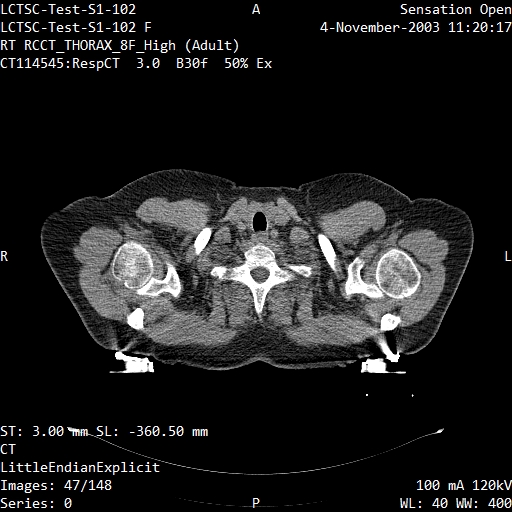 LCTSC-Test-S1-102 A Sensation Open
LCTSC-Test-S1-102 F 4-November-2003 11:20:17
RT RCCT_THORAX_8F_High (Adult)
CT114545:RespCT 3.0 B30f 50% Ex
R L
ST: 3.00 mm SL: -360.50 mm
CT
LittleEndianExplicit
Images: 47/148 100 mA 120kV
Series: 0 P WL: 40 WW: 400